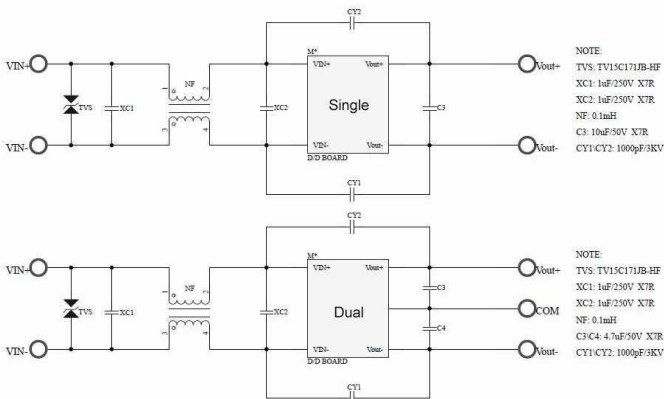 CY2
VIN+
TVS
XC1
1
2
NF
3
4
XC2
M*
VIN+
Vout+
Single
VIN-
Vout-
D/D BOARD
C3
Vout+
VIN-
Vout-
CY1
NOTE:
TVS: TV15C171JB-HF
XC1: 1uF/250V X7R
XC2: 1uF/250V X7R
NF: 0.1mH
C3: 10uF/50V X7R
CY1\CY2: 1000pF/3KV
CY2
VIN+
TVS
XC1
1
2
NF
3
4
XC2
M*
VIN+
Vout+
Dual
VIN-
Vout-
D/D BOARD
C3
C4
Vout+
COM
VIN-
Vout-
CY1
NOTE:
TVS: TV15C171JB-HF
XC1: 1uF/250V X7R
XC2: 1uF/250V X7R
NF: 0.1mH
C3\C4: 4.7uF/50V X7R
CY1\CY2: 1000pF/3KV